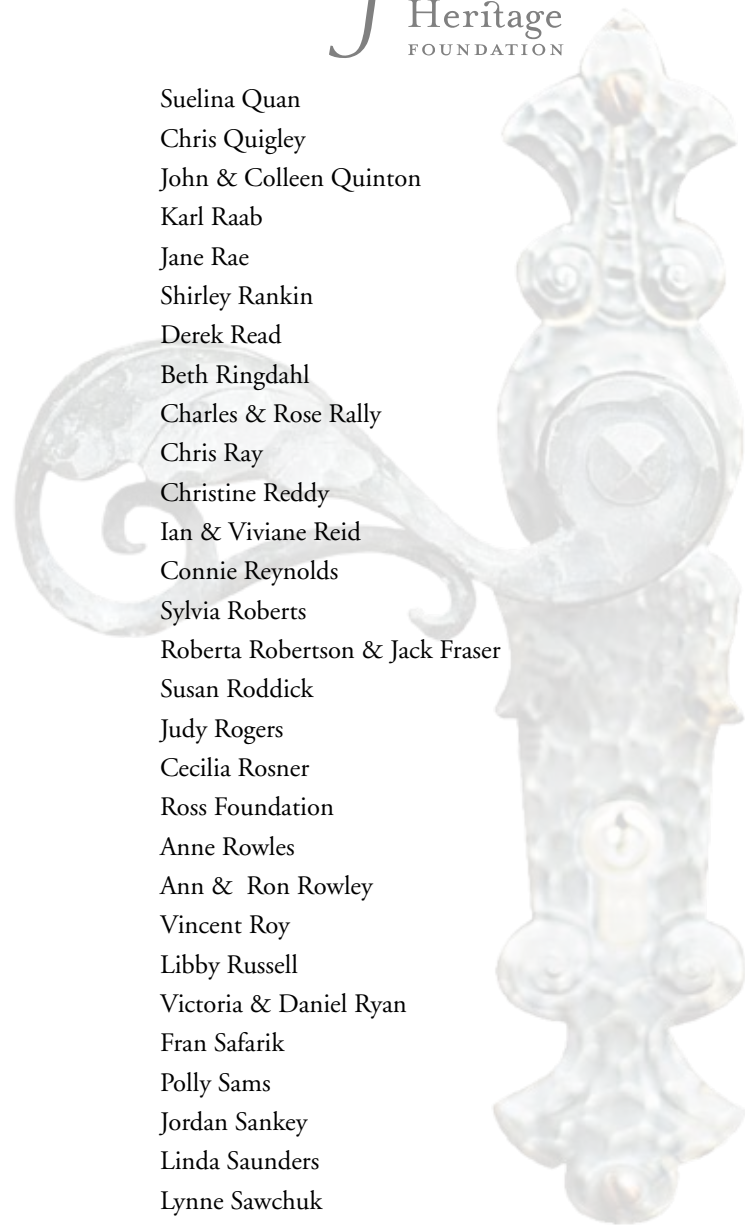 Heritage
FOUNDATION
Suelina Quan
Chris Quigley
John & Colleen Quinton
Karl Raab
Jane Rae
Shirley Rankin
Derek Read
Beth Ringdahl
Charles & Rose Rally
Chris Ray
Christine Reddy
Ian & Viviane Reid
Connie Reynolds
Sylvia Roberts
Roberta Robertson & Jack Fraser
Susan Roddick
Judy Rogers
Cecilia Rosner
Ross Foundation
Anne Rowles
Ann &  Ron Rowley
Vincent Roy
Libby Russell
Victoria & Daniel Ryan
Fran Safarik
Polly Sams
Jordan Sankey
Linda Saunders
Lynne Sawchuk